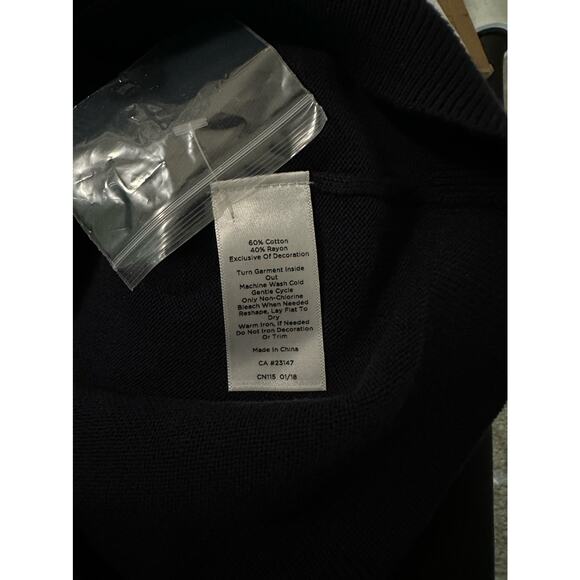 60% Cotton
40% Rayon
Exclusive Of Decoration
Turn Garment Inside
Out
Machine Wash Cold
Gentle Cycle
Only Non-Chlorine
Bleach When Needed
Reshape, Lay Flat To
Dry
Warm Iron, If Needed
Do Not Iron Decoration
Or Trim
Made In China
CA #23147
CN115 01/18